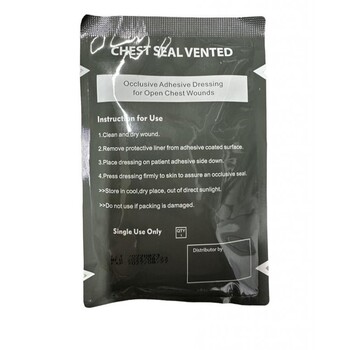 CHEST SEAL VENTED
Occlusive Adhesive Dressing
for Open Chest Wounds
Instruction for Use
1.Clean and dry wound.
2.Remove protective liner from adhesive coated surface.
3.Place dressing on patient adhesive side down.
4.Press dressing firmly to skin to assure an occlusive seal.
>>Store in cool,dry place, out of direct sunlight.
>>Do not use if packing is damaged.
Single Use Only
QTY
1
Distributor by